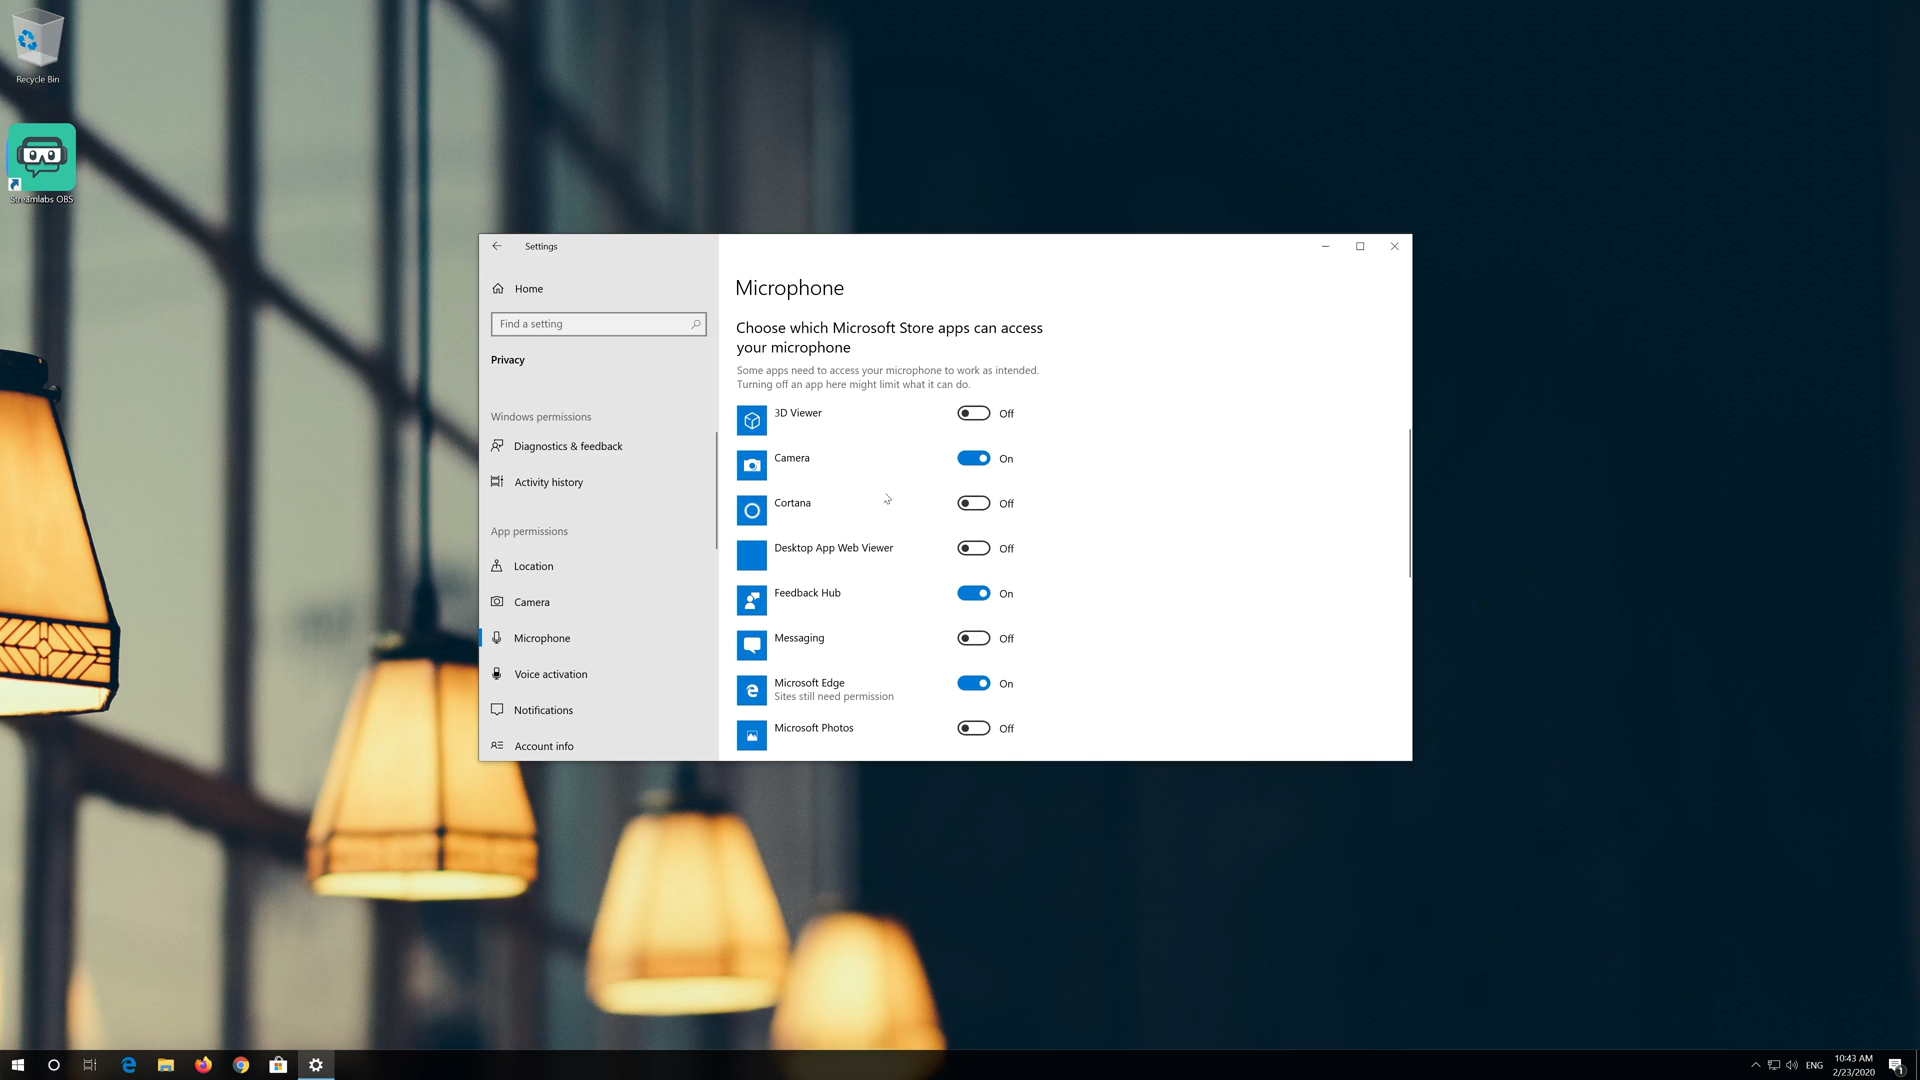 Recycle Bin
Streamlabs OBS
Settings
Home
Find a setting
Privacy
Windows permissions
Diagnostics & feedback
Activity history
App permissions
Location
Camera
Microphone
Voice activation
Notifications
Account info
Microphone
Choose which Microsoft Store apps can access
your microphone
Some apps need to access your microphone to work as intended.
Turning off an app here might limit what it can do.
3D Viewer Off
Camera On
Cortana Off
Desktop App Web Viewer Off
Feedback Hub On
Messaging Off
Microsoft Edge On
Sites still need permission
Microsoft Photos Off
ENG
10:43 AM
2/23/2020
1